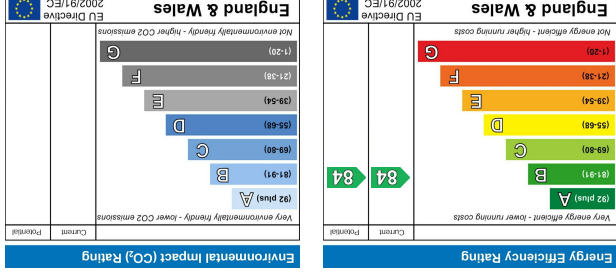 Energy Efficiency Rating
Current Potential
Very energy efficient - lower running costs
(92 plus) A
(81-91) B
84 84
(69-80) C
(55-68) D
(39-54) E
(21-38) F
(1-20) G
Not energy efficient - higher running costs
England & Wales
EU Directive
2002/91/EC
Environmental Impact (CO₂) Rating
Current Potential
Very environmentally friendly - lower CO2 emissions
(92 plus) A
(81-91) B
(69-80) C
(55-68) D
(39-54) E
(21-38) F
(1-20) G
Not environmentally friendly - higher CO2 emissions
England & Wales
EU Directive
2002/91/EC